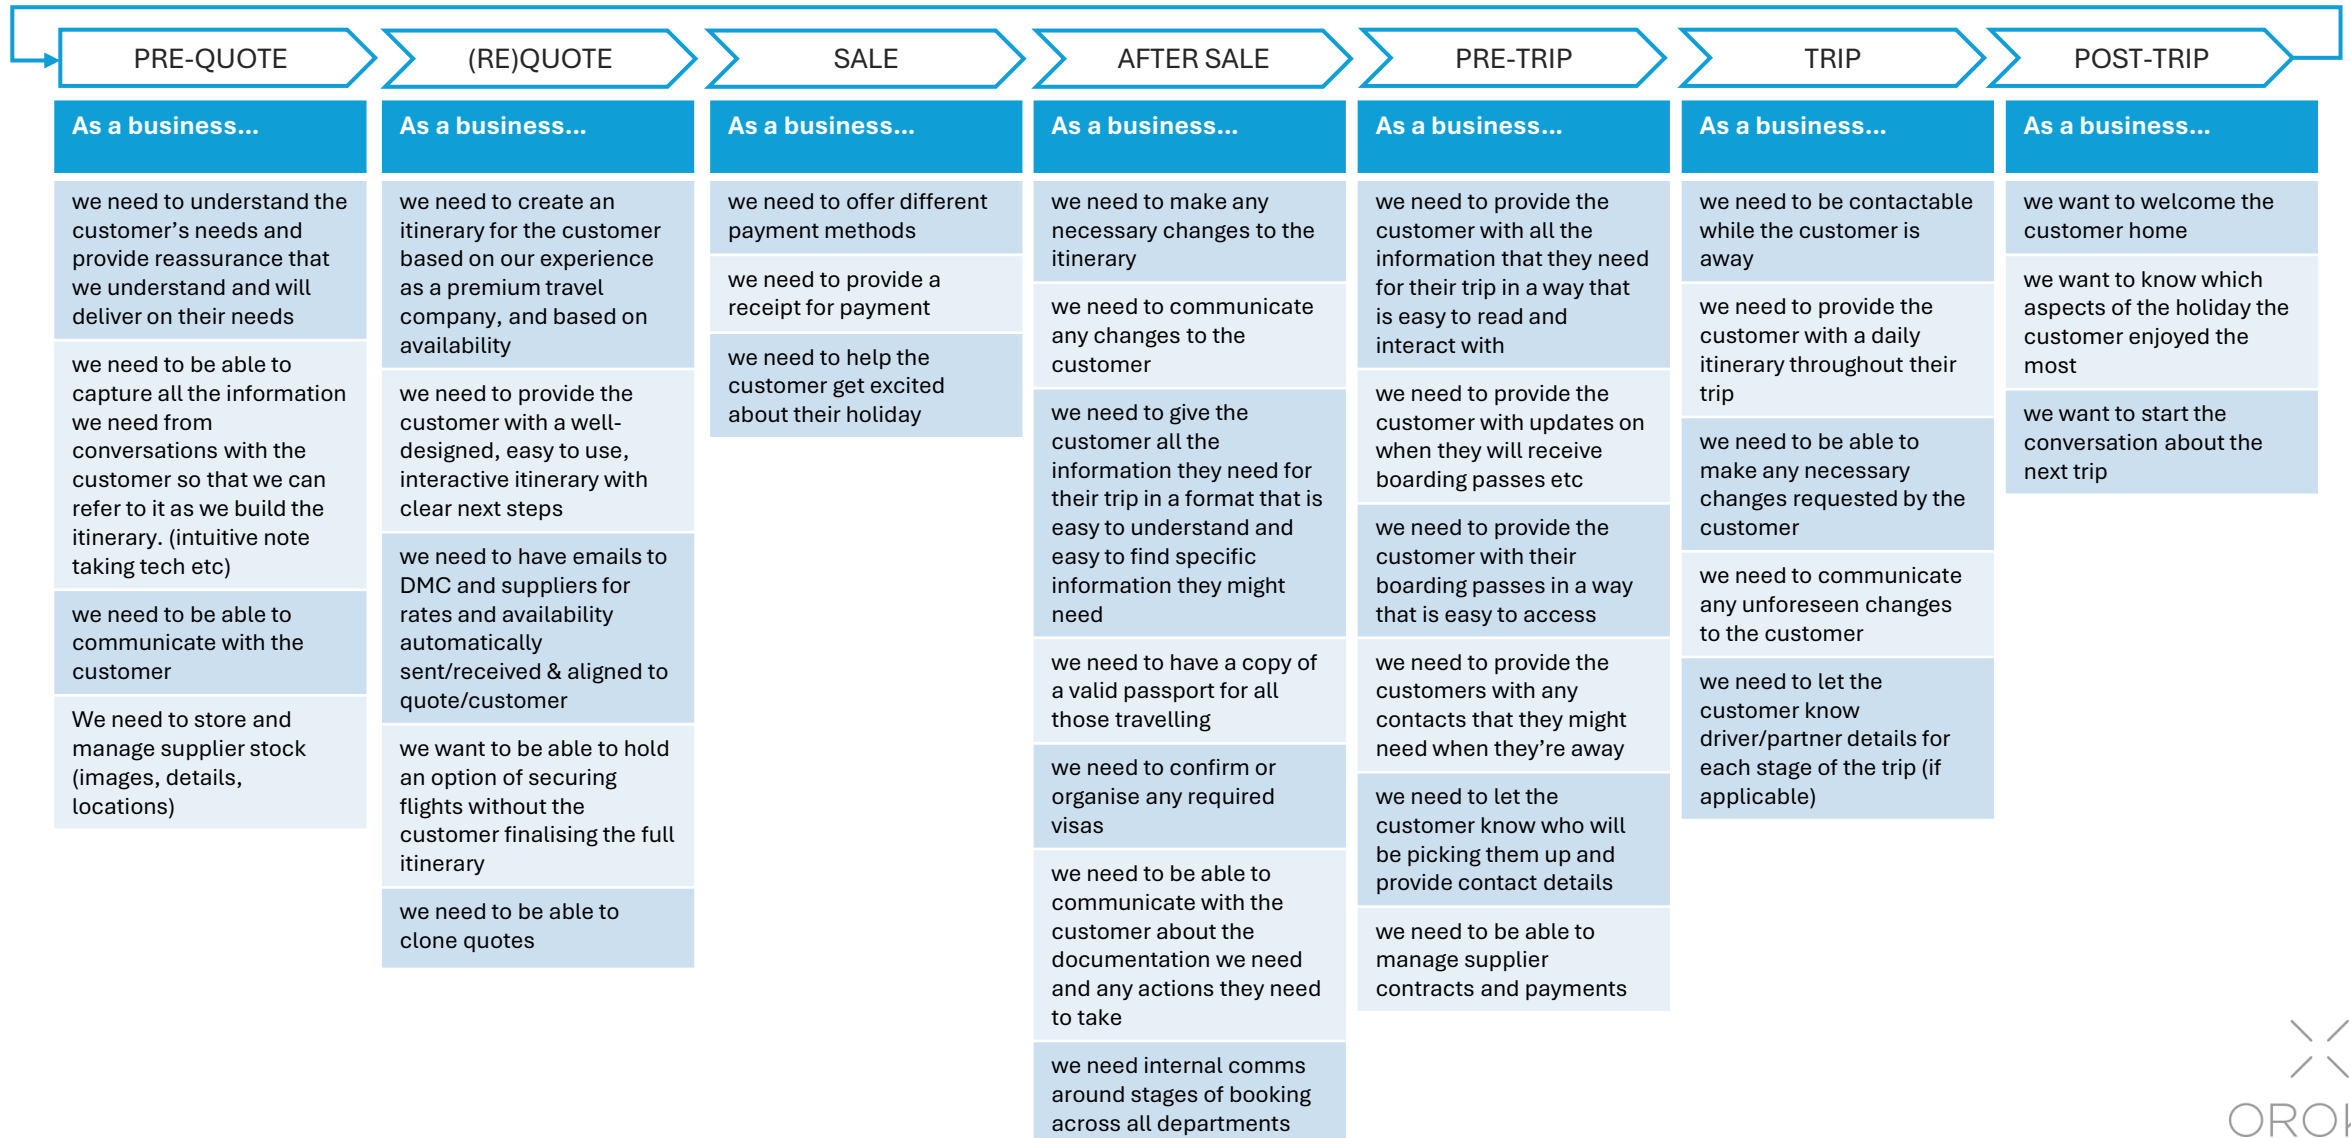 PRE-QUOTE
(RE)QUOTE
SALE
AFTER SALE
PRE-TRIP
TRIP
POST-TRIP
As a business...
we need to understand the
customer's needs and
provide reassurance that
we understand and will
deliver on their needs
we need to be able to
capture all the information
we need from
conversations with the
customer so that we can
refer to it as we build the
itinerary. (intuitive note
taking tech etc)
we need to be able to
communicate with the
customer
We need to store and
manage supplier stock
(images, details,
locations)
As a business...
we need to create an
itinerary for the customer
based on our experience
as a premium travel
company, and based on
availability
we need to provide the
customer with a well-
designed, easy to use,
interactive itinerary with
clear next steps
we need to have emails to
DMC and suppliers for
rates and availability
automatically
sent/received & aligned to
quote/customer
we want to be able to hold
an option of securing
flights without the
customer finalising the full
itinerary
we need to be able to
clone quotes
As a business...
we need to offer different
payment methods
we need to provide a
receipt for payment
we need to help the
customer get excited
about their holiday
As a business...
we need to make any
necessary changes to the
itinerary
we need to communicate
any changes to the
customer
we need to give the
customer all the
information they need for
their trip in a format that is
easy to understand and
easy to find specific
information they might
need
we need to have a copy of
a valid passport for all
those travelling
we need to confirm or
organise any required
visas
we need to be able to
communicate with the
customer about the
documentation we need
and any actions they need
to take
we need internal comms
around stages of booking
across all departments
As a business...
we need to provide the
customer with all the
information that they need
for their trip in a way that
is easy to read and
interact with
we need to provide the
customer with updates on
when they will receive
boarding passes etc
we need to provide the
customer with their
boarding passes in a way
that is easy to access
we need to provide the
customers with any
contacts that they might
need when they're away
we need to let the
customer know who will
be picking them up and
provide contact details
we need to be able to
manage supplier
contracts and payments
As a business...
we need to be contactable
while the customer is
away
we need to provide the
customer with a daily
itinerary throughout their
trip
we need to be able to
make any necessary
changes requested by the
customer
we need to communicate
any unforeseen changes
to the customer
we need to let the
customer know
driver/partner details for
each stage of the trip (if
applicable)
As a business...
we want to welcome the
customer home
we want to know which
aspects of the holiday the
customer enjoyed the
most
we want to start the
conversation about the
next trip